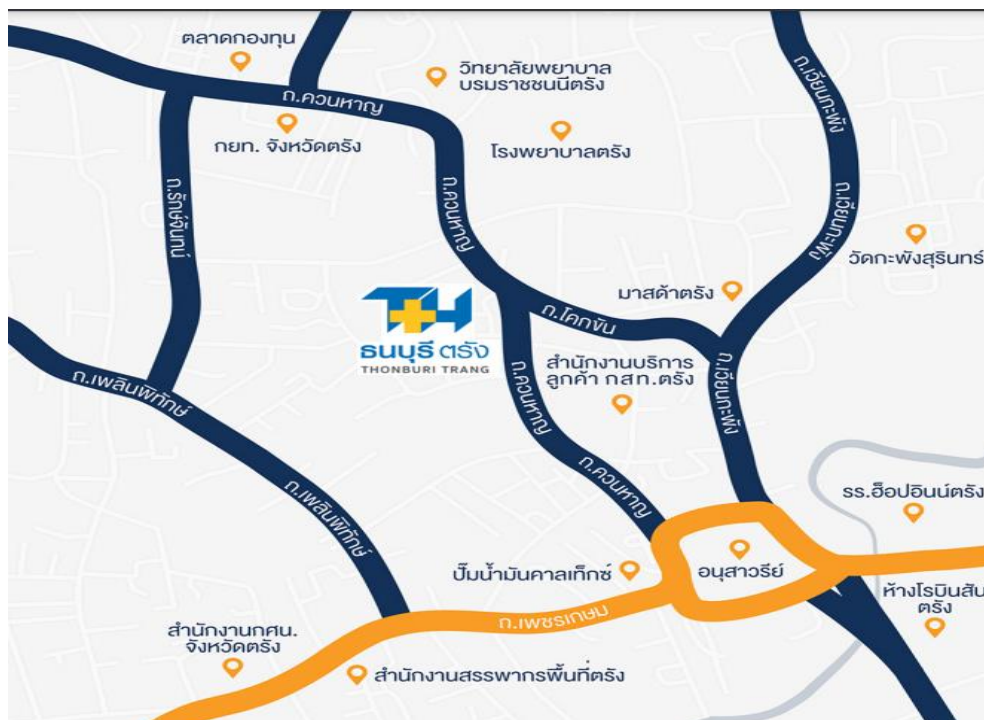 ตลาดกองทุน
วิทยาลัยพยาบาล
บรมราชชนนีตรัง
ถ.ควนหาญ
ถ.เวียนกะพัง
กยท. จังหวัดตรัง
โรงพยาบาลตรัง
ถ.รักษ์จันทน์
ถ.ควนหาญ
ถ.เวียนกะพัง
วัดกะพังสุรินทร์
มาสด้าตรัง
TH
ธนบุรี ตรัง
THONBURI TRANG
ถ.โคกขัน
สำนักงานบริการ
ลูกค้า กสท.ตรัง
ถ.ควนหาญ
ถ.เวียนกะพัง
ถ.เพลินพิทักษ์
ถ.ควนหาญ
ถ.เพลินพิทักษ์
รร.ฮ็อปอินน์ตรัง
อนุสาวรีย์
ปั๊มน้ำมันคาลเท็กซ์
ห้างโรบินสัน
ตรัง
ถ.เพชรเกษม
สำนักงานกศน.
จังหวัดตรัง
สำนักงานสรรพากรพื้นที่ตรัง